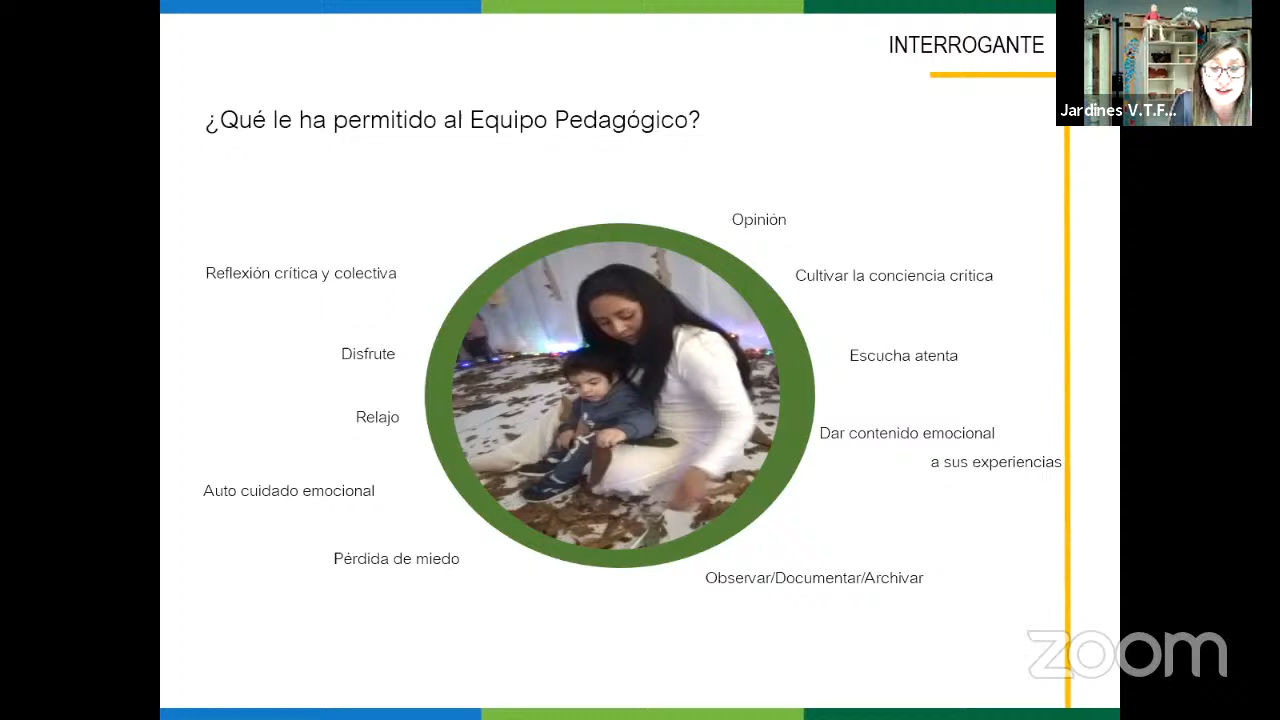 INTERROGANTE
Jardines V.T.F...
¿Qué le ha permitido al Equipo Pedagógico?
Opinión
Reflexión crítica y colectiva
Cultivar la conciencia crítica
Disfrute
Escucha atenta
Relajo
Dar contenido emocional
a sus experiencias
Auto cuidado emocional
Pérdida de miedo
Observar/Documentar/Archivar
zoom